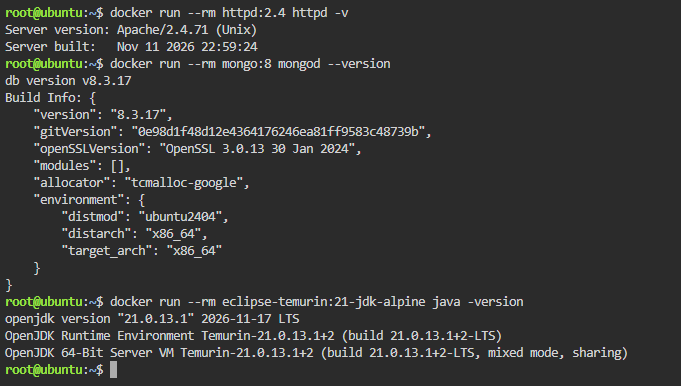 root@ubuntu:~$ docker run --rm httpd:2.4 httpd -v
Server version: Apache/2.4.71 (Unix)
Server built:   Nov 11 2026 22:59:24
root@ubuntu:~$ docker run --rm mongo:8 mongod --version
db version v8.3.17
Build Info: {
    "version": "8.3.17",
    "gitVersion": "0e98d1f48d12e4364176246ea81ff9583c48739b",
    "openSSLVersion": "OpenSSL 3.0.13 30 Jan 2024",
    "modules": [],
    "allocator": "tcmalloc-google",
    "environment": {
        "distmod": "ubuntu2404",
        "distarch": "x86_64",
        "target_arch": "x86_64"
    }
}
root@ubuntu:~$ docker run --rm eclipse-temurin:21-jdk-alpine java -version
openjdk version "21.0.13.1" 2026-11-17 LTS
OpenJDK Runtime Environment Temurin-21.0.13.1+2 (build 21.0.13.1+2-LTS)
OpenJDK 64-Bit Server VM Temurin-21.0.13.1+2 (build 21.0.13.1+2-LTS, mixed mode, sharing)
root@ubuntu:~$